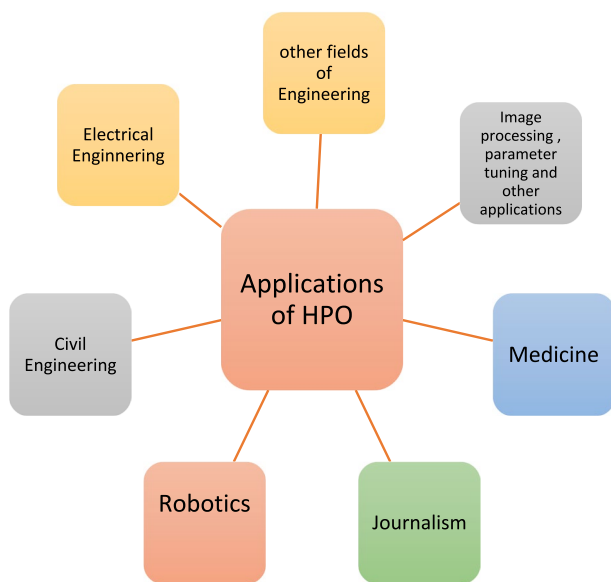 other fields
of
Engineering
Electrical
Enginnering
Image
processing ,
parameter
tuning and
other
applications
Applications
of HPO
Civil
Engineering
Medicine
Robotics
Journalism